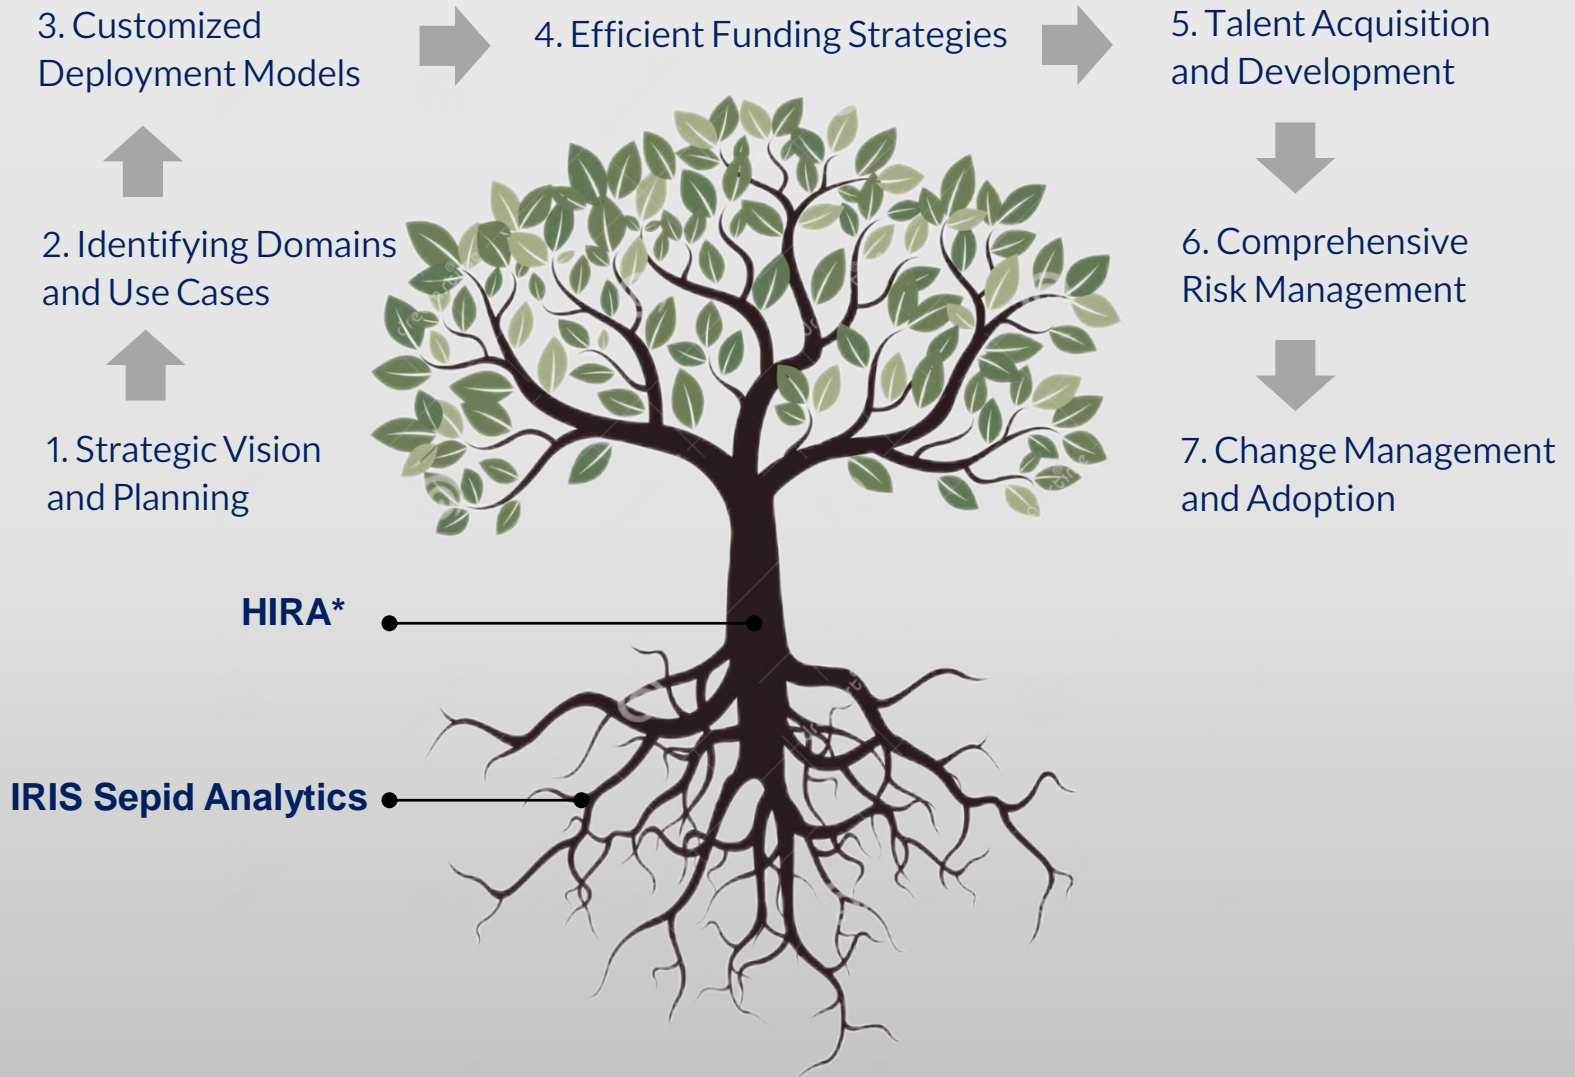 3. Customized
Deployment Models
4. Efficient Funding Strategies
5. Talent Acquisition
and Development
2. Identifying Domains
and Use Cases
6. Comprehensive
Risk Management
1. Strategic Vision
and Planning
7. Change Management
and Adoption
HIRA*
IRIS Sepid Analytics